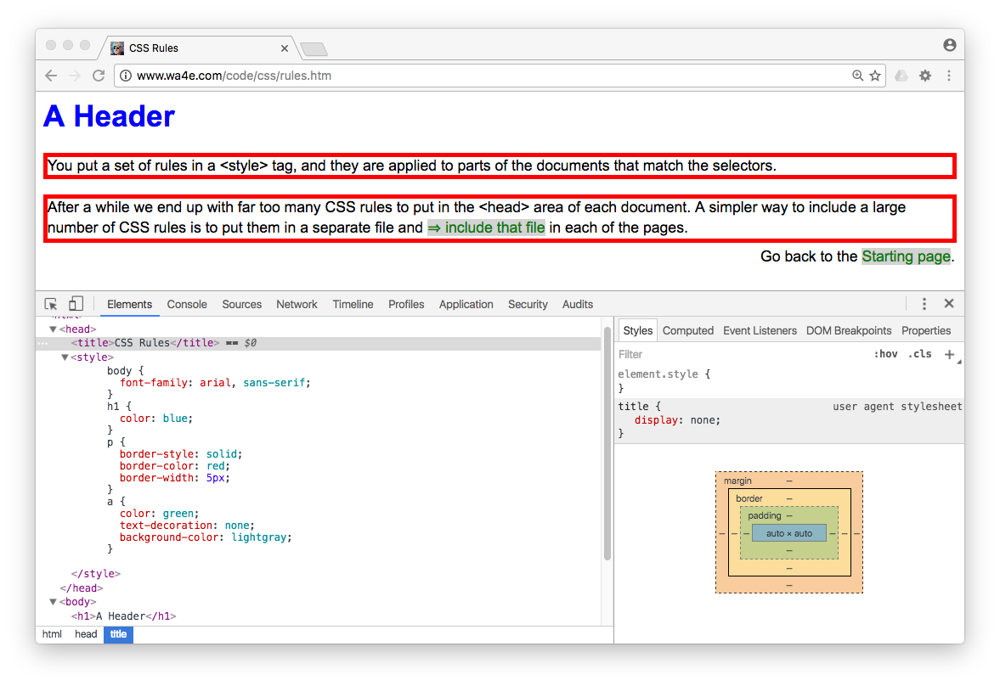 CSS Rules
www.wa4e.com/code/css/rules.htm
A Header
You put a set of rules in a <style> tag, and they are applied to parts of the documents that match the selectors.
After a while we end up with far too many CSS rules to put in the <head> area of each document. A simpler way to include a large
number of CSS rules is to put them in a separate file and ⇒ include that file in each of the pages.
Go back to the Starting page.
Elements Console Sources Network Timeline Profiles Application Security Audits
<html>
▼<head>
... <title>CSS Rules</title> == $0
▼<style>
body {
font-family: arial, sans-serif;
}
h1 {
color: blue;
}
p {
border-style: solid;
border-color: red;
border-width: 5px;
}
a {
color: green;
text-decoration: none;
background-color: lightgray;
}
</style>
</head>
▼<body>
<h1>A Header</h1>
html head title
Styles Computed Event Listeners DOM Breakpoints Properties
Filter :hov .cls +
element.style {
}
title { user agent stylesheet
display: none;
}
margin –
border –
padding –
– – – auto × auto – – –
–
–
–